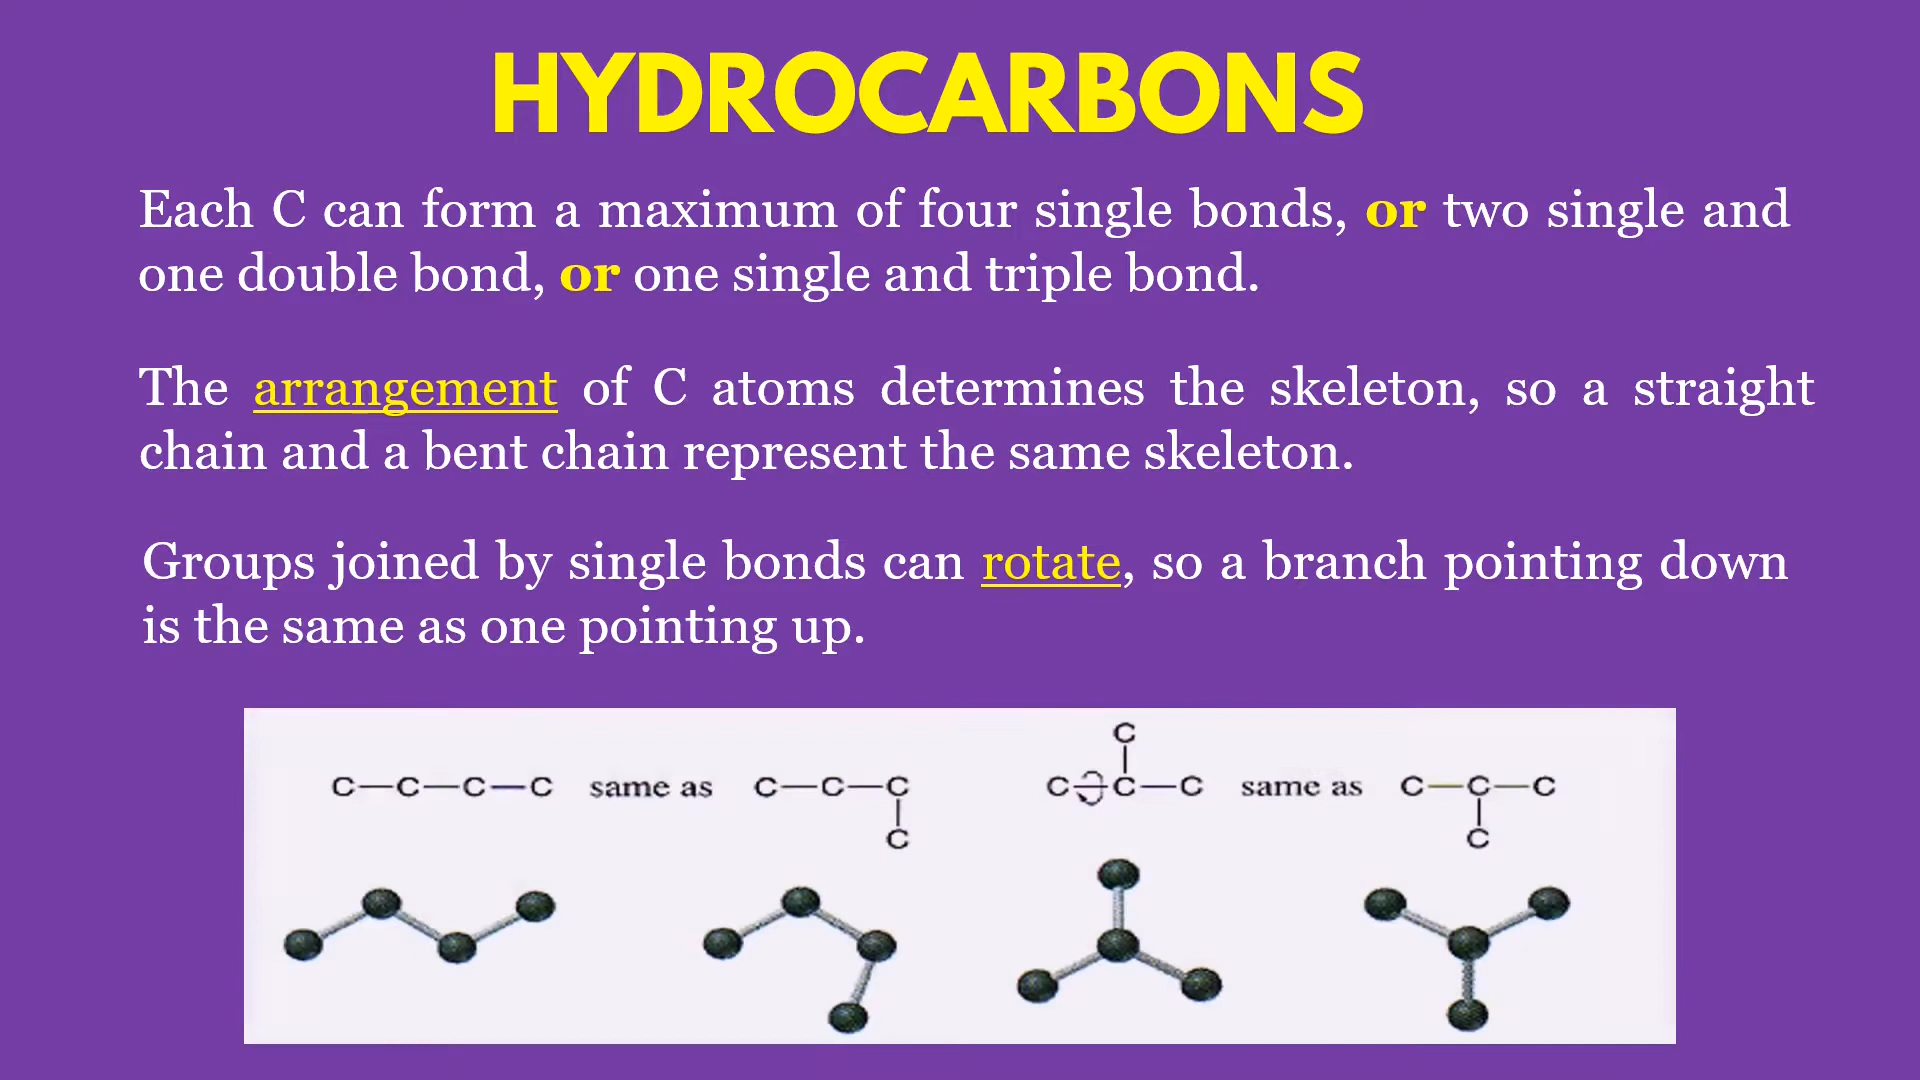 HYDROCARBONS
Each C can form a maximum of four single bonds, or two single and
one double bond, or one single and triple bond.
The arrangement of C atoms determines the skeleton, so a straight
chain and a bent chain represent the same skeleton.
Groups joined by single bonds can rotate, so a branch pointing down
is the same as one pointing up.
C
C—C—C—C same as C—C—C C—C—C same as C—C—C
C C